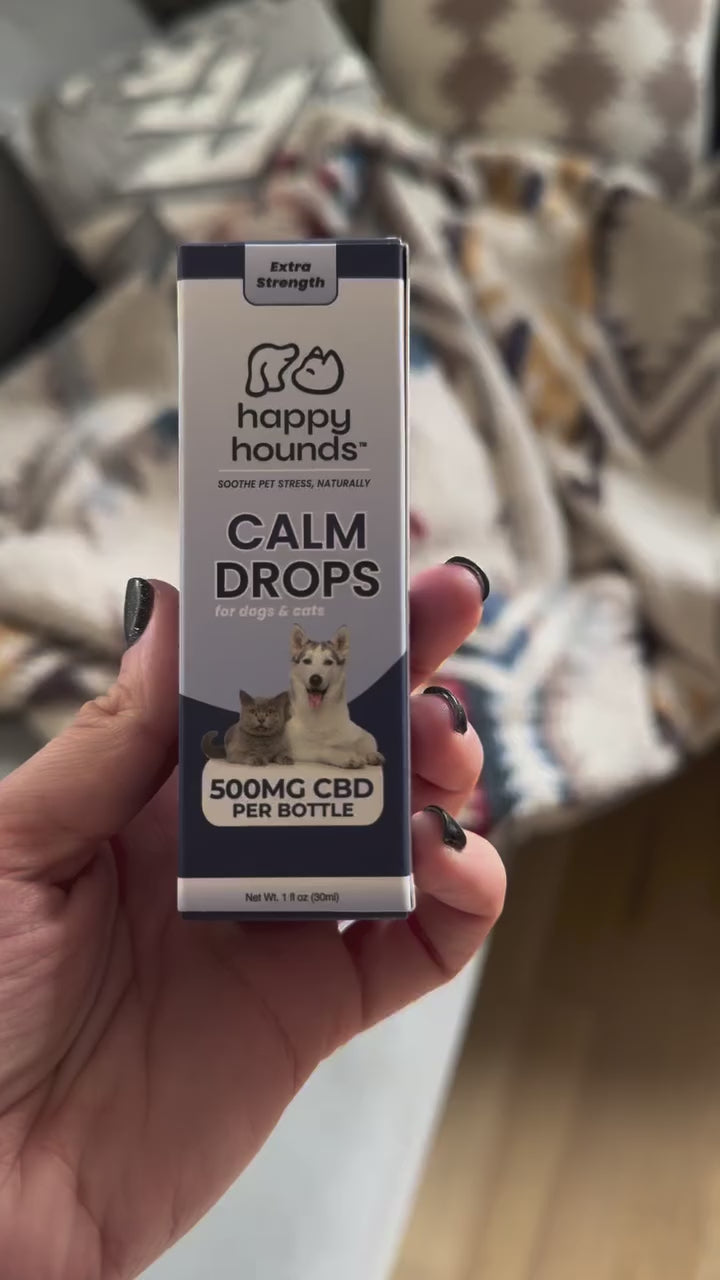 Extra
Strength
happy
hounds™
SOOTHE PET STRESS, NATURALLY
CALM
DROPS
for dogs & cats
500MG CBD
PER BOTTLE
Net Wt. 1 fl oz (30ml)